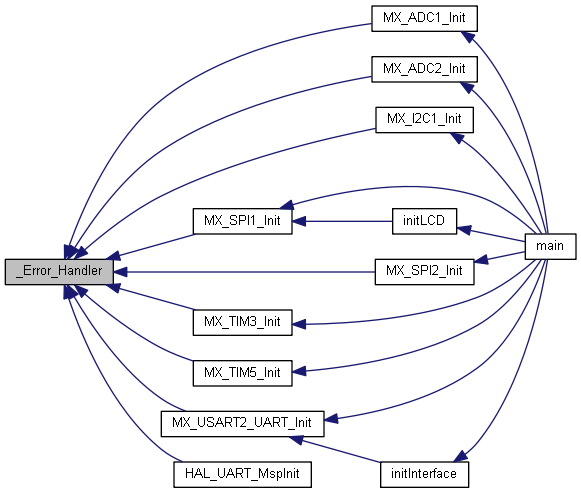 MX_ADC1_Init
MX_ADC2_Init
MX_I2C1_Init
MX_SPI1_Init
initLCD
main
_Error_Handler
MX_SPI2_Init
MX_TIM3_Init
MX_TIM5_Init
MX_USART2_UART_Init
HAL_UART_MspInit
initInterface